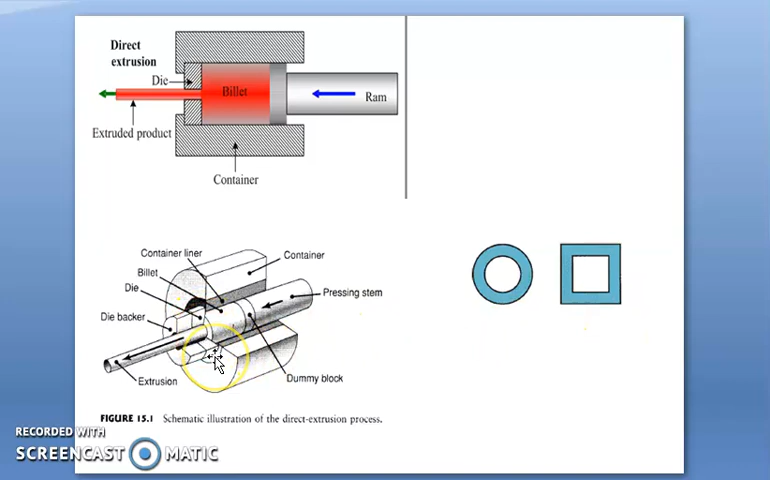 Direct
extrusion
Die
Billet
Ram
Extruded product
Container
Container liner
Container
Billet
Die
Pressing stem
Die backer
Extrusion
Dummy block
FIGURE 15.1 Schematic illustration of the direct-extrusion process.
RECORDED WITH
SCREENCAST MATIC